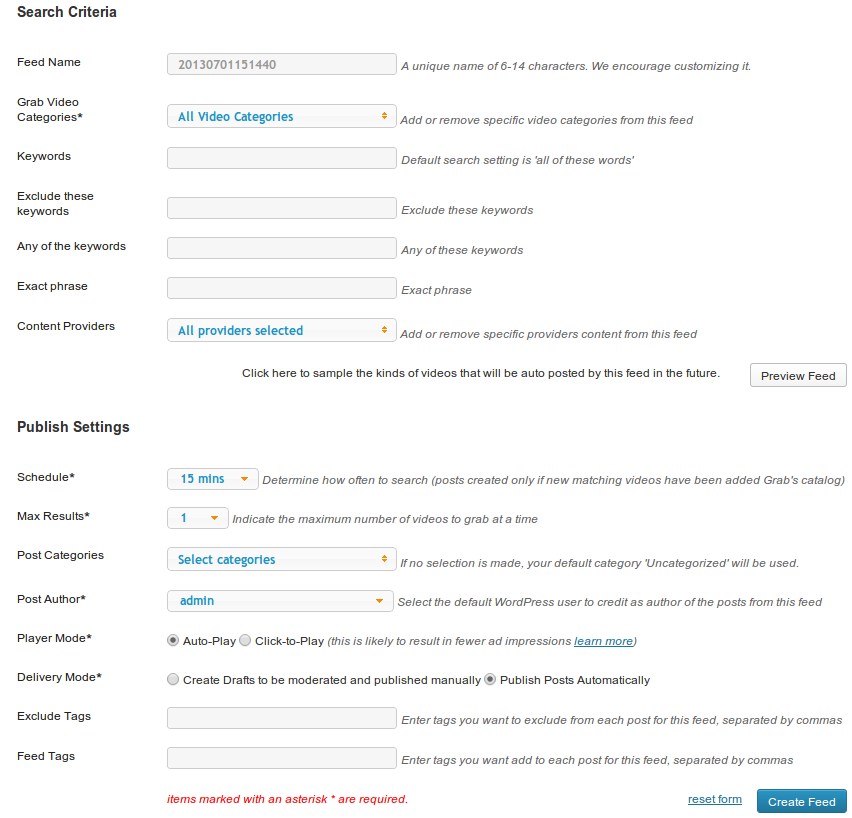 Search Criteria
Feed Name 20130701151440 A unique name of 6-14 characters. We encourage customizing it.
Grab Video
Categories* All Video Categories Add or remove specific video categories from this feed
Keywords Default search setting is 'all of these words'
Exclude these
keywords Exclude these keywords
Any of the keywords Any of these keywords
Exact phrase Exact phrase
Content Providers All providers selected Add or remove specific providers content from this feed
Click here to sample the kinds of videos that will be auto posted by this feed in the future. Preview Feed
Publish Settings
Schedule* 15 mins Determine how often to search (posts created only if new matching videos have been added Grab's catalog)
Max Results* 1 Indicate the maximum number of videos to grab at a time
Post Categories Select categories If no selection is made, your default category 'Uncategorized' will be used.
Post Author* admin Select the default WordPress user to credit as author of the posts from this feed
Player Mode* Auto-Play Click-to-Play (this is likely to result in fewer ad impressions learn more)
Delivery Mode* Create Drafts to be moderated and published manually Publish Posts Automatically
Exclude Tags Enter tags you want to exclude from each post for this feed, separated by commas
Feed Tags Enter tags you want add to each post for this feed, separated by commas
items marked with an asterisk * are required. reset form Create Feed